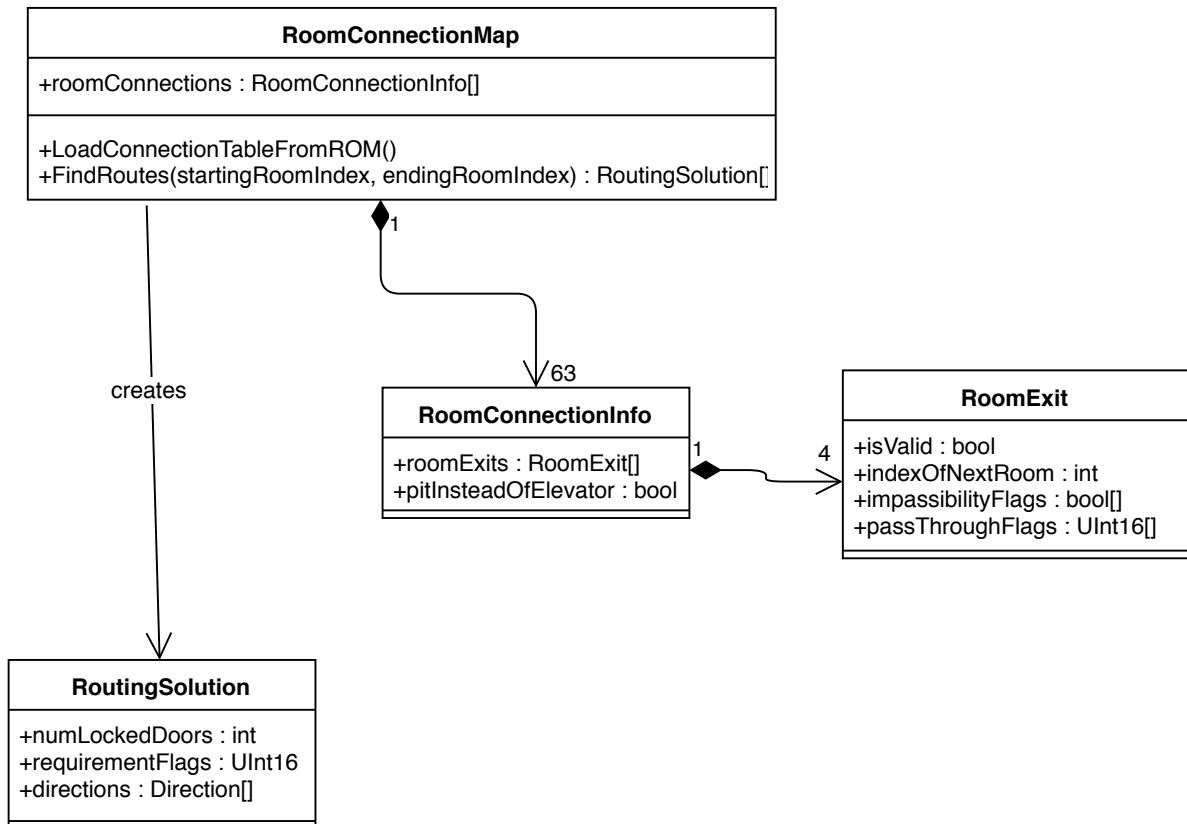 RoomConnectionMap
+roomConnections : RoomConnectionInfo[]
+LoadConnectionTableFromROM()
+FindRoutes(startingRoomIndex, endingRoomIndex) : RoutingSolution[]
1
creates
63
RoomConnectionInfo
+roomExits : RoomExit[]
+pitInsteadOfElevator : bool
1
4
RoomExit
+isValid : bool
+indexOfNextRoom : int
+impassibilityFlags : bool[]
+passThroughFlags : UInt16[]
RoutingSolution
+numLockedDoors : int
+requirementFlags : UInt16
+directions : Direction[]